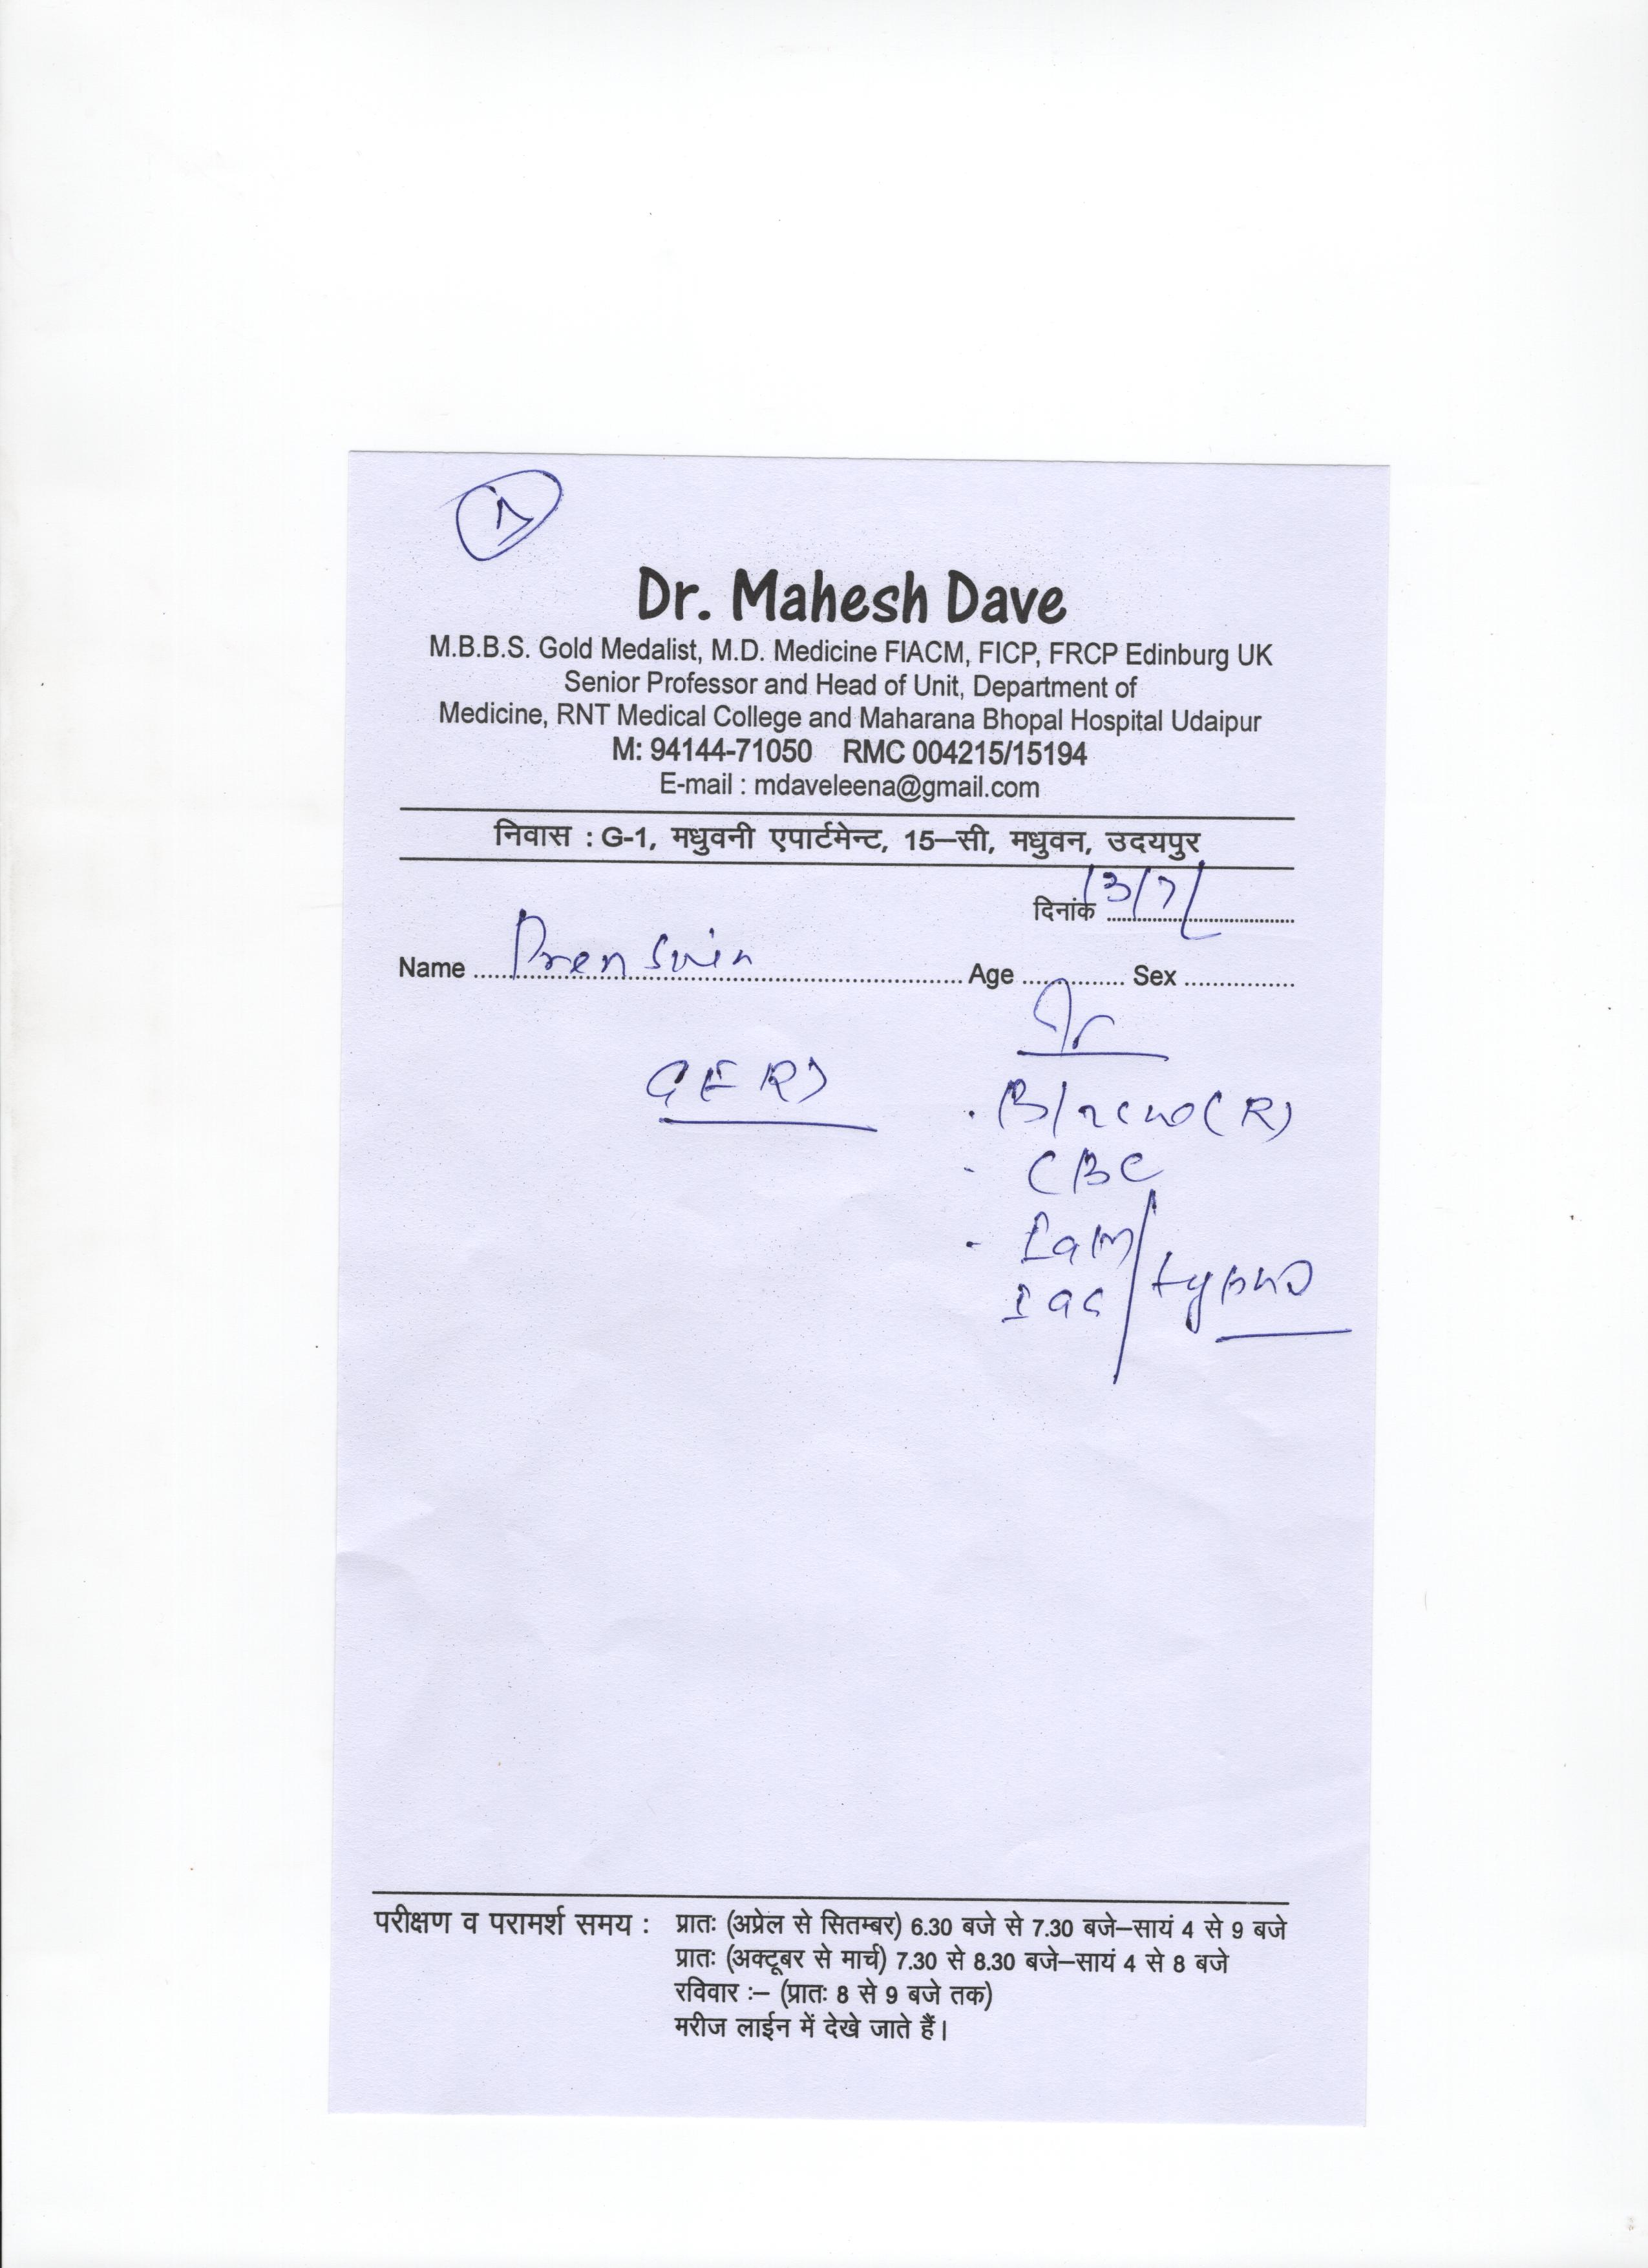 1
Dr. Mahesh Dave
M.B.B.S. Gold Medalist, M.D. Medicine FIACM, FICP, FRCP Edinburg UK
Senior Professor and Head of Unit, Department of
Medicine, RNT Medical College and Maharana Bhopal Hospital Udaipur
M: 94144-71050 RMC 004215/15194
E-mail : mdaveleena@gmail.com
निवास : G-1, मधुवनी एपार्टमेन्ट, 15–सी, मधुवन, उदयपुर
दिनांक 13/7/
Name Age Sex
GERD
CBC
IgM
IgG typhi
परीक्षण व परामर्श समय : प्रातः (अप्रेल से सितम्बर) 6.30 बजे से 7.30 बजे–सायं 4 से 9 बजे
प्रातः (अक्टूबर से मार्च) 7.30 से 8.30 बजे–सायं 4 से 8 बजे
रविवार :– (प्रातः 8 से 9 बजे तक)
मरीज लाईन में देखे जाते हैं।